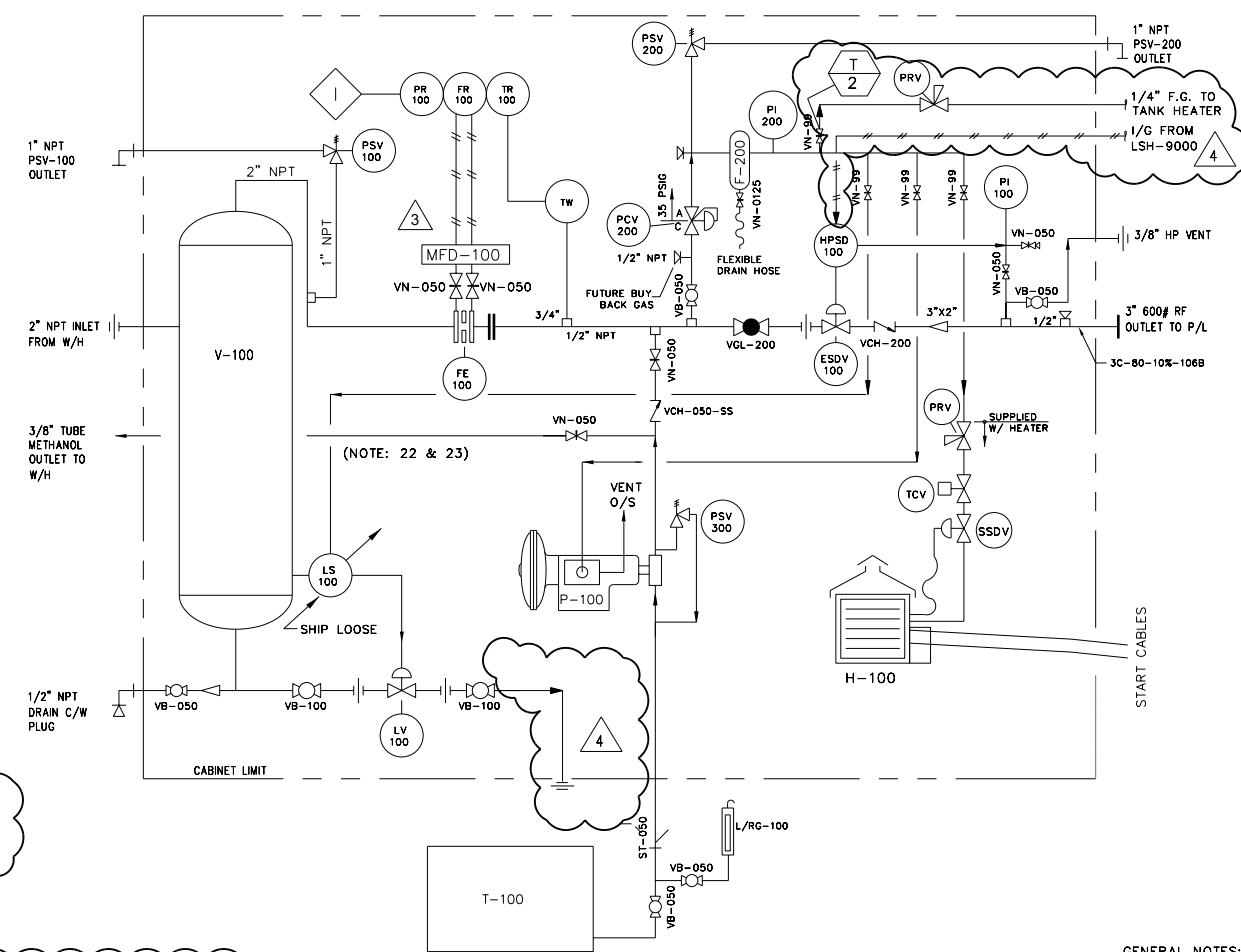 1" NPT
PSV-200
OUTLET
PSV
200
T
2
PRV
1/4" F.G. TO
TANK HEATER
I/G FROM
LSH-9000
4
1
PR
100
FR
100
TR
100
PI
200
VN-99
1" NPT
PSV-100
OUTLET
PSV
100
2" NPT
1" NPT
3
TW
F-200
VN-0125
FLEXIBLE
DRAIN HOSE
35 PSIG
A
C
PCV
200
1/2" NPT
FUTURE BUY
BACK GAS
VB-050
VN-99
VN-99
VN-99
PI
100
HPSD
100
VN-050
VN-050
VB-050
3/8" HP VENT
MFD-100
VN-050
VN-050
2" NPT INLET
FROM W/H
V-100
3/4"
1/2" NPT
VGL-200
ESDV
100
VCH-200
3"X2"
1/2"
3" 600# RF
OUTLET TO P/L
3C-80-10%-106B
FE
100
VN-050
VCH-050-SS
VN-050
3/8" TUBE
METHANOL
OUTLET TO
W/H
(NOTE: 22 & 23)
PRV
SUPPLIED
W/ HEATER
TCV
SSDV
VENT
O/S
PSV
300
P-100
LS
100
SHIP LOOSE
H-100
START CABLES
1/2" NPT
DRAIN C/W
PLUG
VB-050
VB-100
LV
100
VB-100
4
CABINET LIMIT
ST-050
L/RG-100
VB-050
VB-050
T-100
GENERAL NOTES: